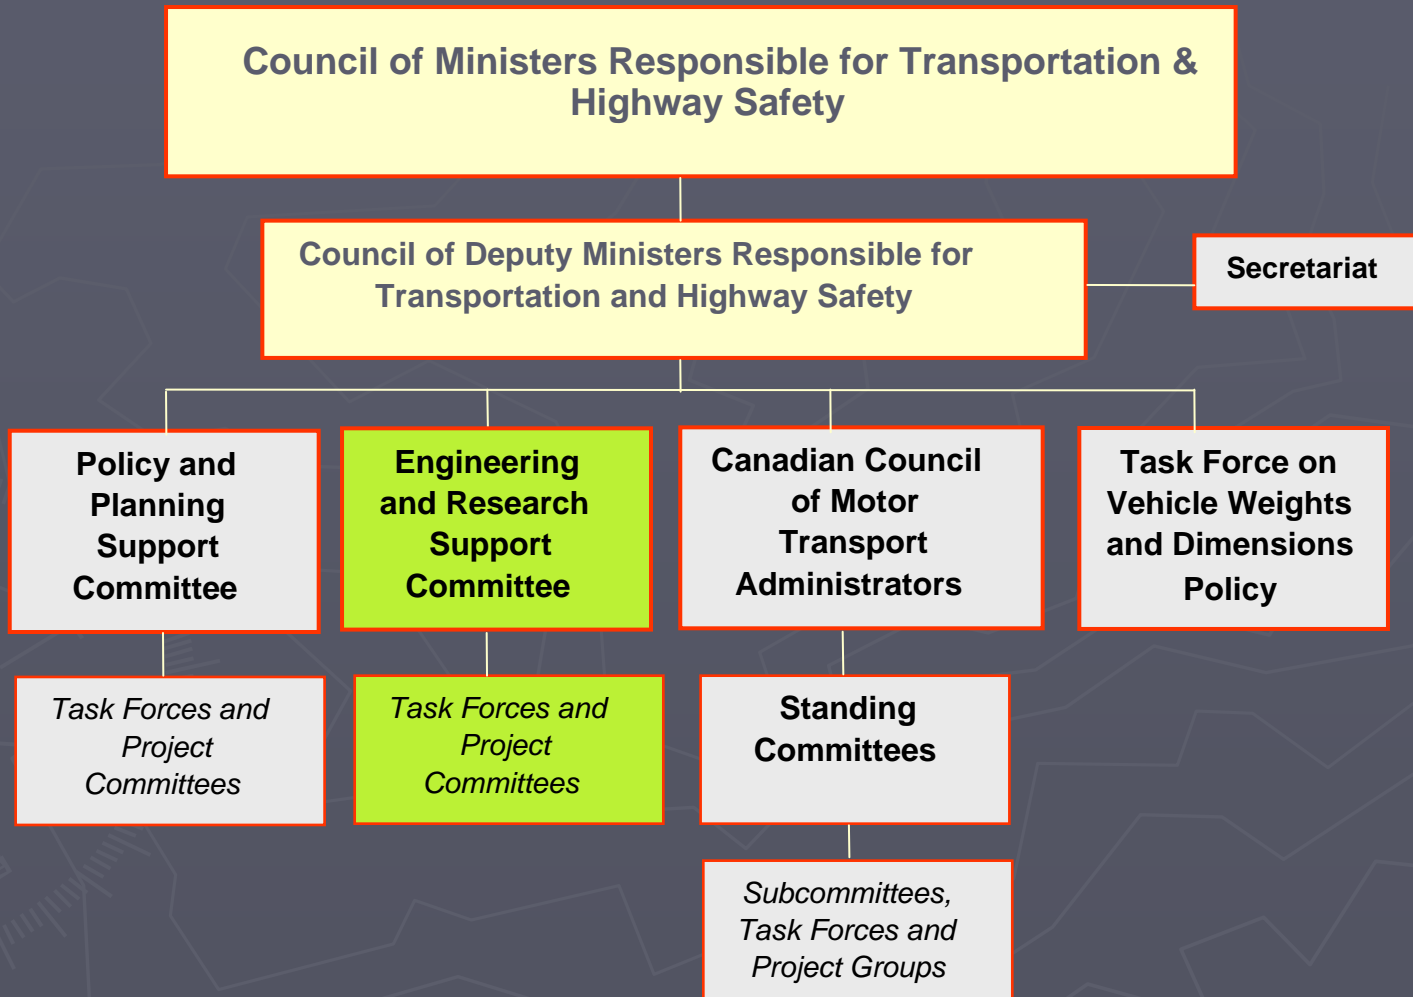 Council of Ministers Responsible for Transportation &
Highway Safety
Council of Deputy Ministers Responsible for
Transportation and Highway Safety
Secretariat
Policy and
Planning
Support
Committee
Engineering
and Research
Support
Committee
Canadian Council
of Motor
Transport
Administrators
Task Force on
Vehicle Weights
and Dimensions
Policy
Task Forces and
Project
Committees
Task Forces and
Project
Committees
Standing
Committees
Subcommittees,
Task Forces and
Project Groups